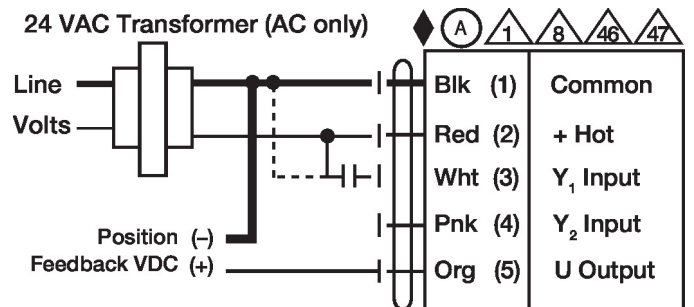 24 VAC Transformer (AC only)
A 1 8 46 47
Line
Volts
Blk (1) Common
Red (2) + Hot
Wht (3) Y1 Input
Pnk (4) Y2 Input
Position (–)
Feedback VDC (+)
Org (5) U Output